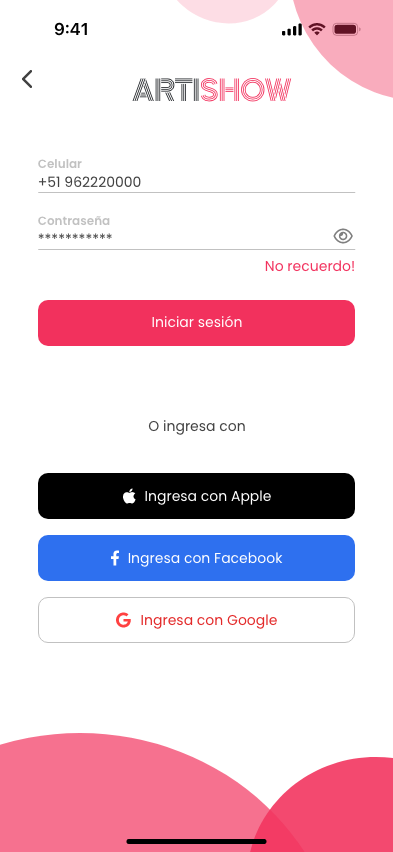 9:41
ARTISHOW
Celular
+51 962220000
Contraseña
***********
No recuerdo!
Iniciar sesión
O ingresa con
Ingresa con Apple
Ingresa con Facebook
Ingresa con Google